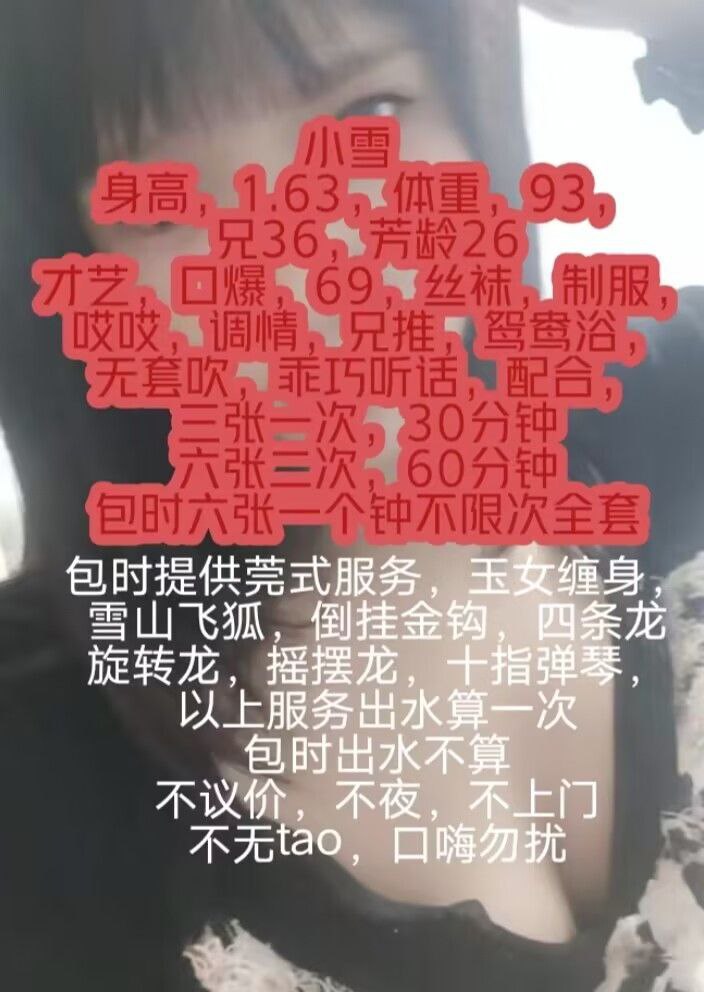 小雪
身高，1.63，体重，93，
兄36，芳龄26
才艺，口爆，69，丝袜，制服，
哎哎，调情，兄推，鸳鸯浴，
无套吹，乖巧听话，配合，
三张一次，30分钟
六张二次，60分钟
包时六张一个钟不限次全套
包时提供莞式服务，玉女缠身，
雪山飞狐，倒挂金钩，四条龙
旋转龙，摇摆龙，十指弹琴，
以上服务出水算一次
包时出水不算
不议价，不夜，不上门
不无tao，口嗨勿扰